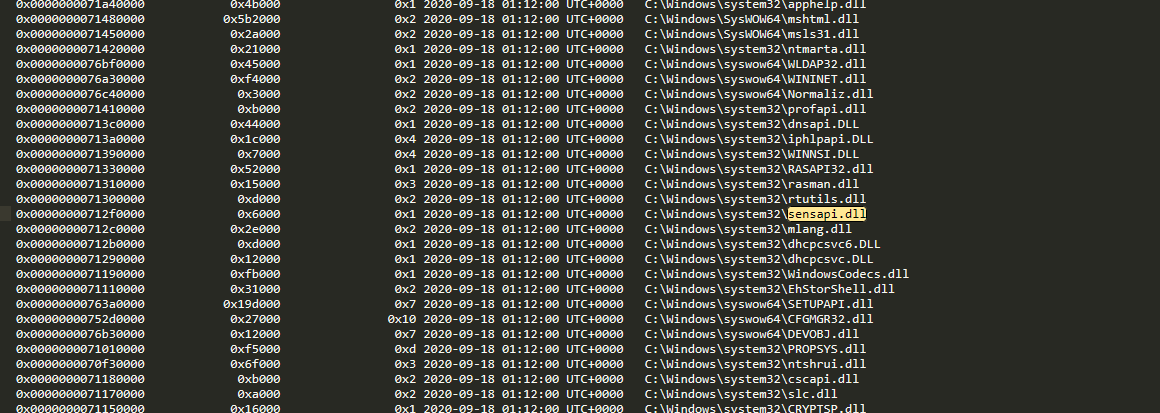 0x0000000071a40000 0x4b000 0x1 2020-09-18 01:12:00 UTC+0000 C:\Windows\system32\apphelp.dll
0x0000000071480000 0x5b2000 0x2 2020-09-18 01:12:00 UTC+0000 C:\Windows\SysWOW64\mshtml.dll
0x0000000071450000 0x2a000 0x2 2020-09-18 01:12:00 UTC+0000 C:\Windows\SysWOW64\msls31.dll
0x0000000071420000 0x21000 0x1 2020-09-18 01:12:00 UTC+0000 C:\Windows\system32\ntmarta.dll
0x0000000076bf0000 0x45000 0x1 2020-09-18 01:12:00 UTC+0000 C:\Windows\syswow64\WLDAP32.dll
0x0000000076a30000 0xf4000 0x2 2020-09-18 01:12:00 UTC+0000 C:\Windows\syswow64\WININET.dll
0x0000000076c40000 0x3000 0x2 2020-09-18 01:12:00 UTC+0000 C:\Windows\syswow64\Normaliz.dll
0x0000000071410000 0xb000 0x2 2020-09-18 01:12:00 UTC+0000 C:\Windows\system32\profapi.dll
0x00000000713c0000 0x44000 0x1 2020-09-18 01:12:00 UTC+0000 C:\Windows\system32\dnsapi.DLL
0x00000000713a0000 0x1c000 0x4 2020-09-18 01:12:00 UTC+0000 C:\Windows\system32\iphlpapi.DLL
0x0000000071390000 0x7000 0x4 2020-09-18 01:12:00 UTC+0000 C:\Windows\system32\WINNSI.DLL
0x0000000071330000 0x52000 0x1 2020-09-18 01:12:00 UTC+0000 C:\Windows\system32\RASAPI32.dll
0x0000000071310000 0x15000 0x3 2020-09-18 01:12:00 UTC+0000 C:\Windows\system32\rasman.dll
0x0000000071300000 0xd000 0x2 2020-09-18 01:12:00 UTC+0000 C:\Windows\system32\rtutils.dll
0x00000000712f0000 0x6000 0x1 2020-09-18 01:12:00 UTC+0000 C:\Windows\system32\sensapi.dll
0x00000000712c0000 0x2e000 0x2 2020-09-18 01:12:00 UTC+0000 C:\Windows\system32\mlang.dll
0x00000000712b0000 0xd000 0x1 2020-09-18 01:12:00 UTC+0000 C:\Windows\system32\dhcpcsvc6.DLL
0x0000000071290000 0x12000 0x1 2020-09-18 01:12:00 UTC+0000 C:\Windows\system32\dhcpcsvc.DLL
0x0000000071190000 0xfb000 0x1 2020-09-18 01:12:00 UTC+0000 C:\Windows\system32\WindowsCodecs.dll
0x0000000071110000 0x31000 0x2 2020-09-18 01:12:00 UTC+0000 C:\Windows\system32\EhStorShell.dll
0x00000000763a0000 0x19d000 0x7 2020-09-18 01:12:00 UTC+0000 C:\Windows\syswow64\SETUPAPI.dll
0x00000000752d0000 0x27000 0x10 2020-09-18 01:12:00 UTC+0000 C:\Windows\syswow64\CFGMGR32.dll
0x0000000076b30000 0x12000 0x7 2020-09-18 01:12:00 UTC+0000 C:\Windows\syswow64\DEVOBJ.dll
0x0000000071010000 0xf5000 0xd 2020-09-18 01:12:00 UTC+0000 C:\Windows\system32\PROPSYS.dll
0x0000000070f30000 0x6f000 0x3 2020-09-18 01:12:00 UTC+0000 C:\Windows\system32\ntshrui.dll
0x0000000071180000 0xb000 0x2 2020-09-18 01:12:00 UTC+0000 C:\Windows\system32\cscapi.dll
0x0000000071170000 0xa000 0x2 2020-09-18 01:12:00 UTC+0000 C:\Windows\system32\slc.dll
0x0000000071150000 0x16000 0x1 2020-09-18 01:12:00 UTC+0000 C:\Windows\system32\CRYPTSP.dll